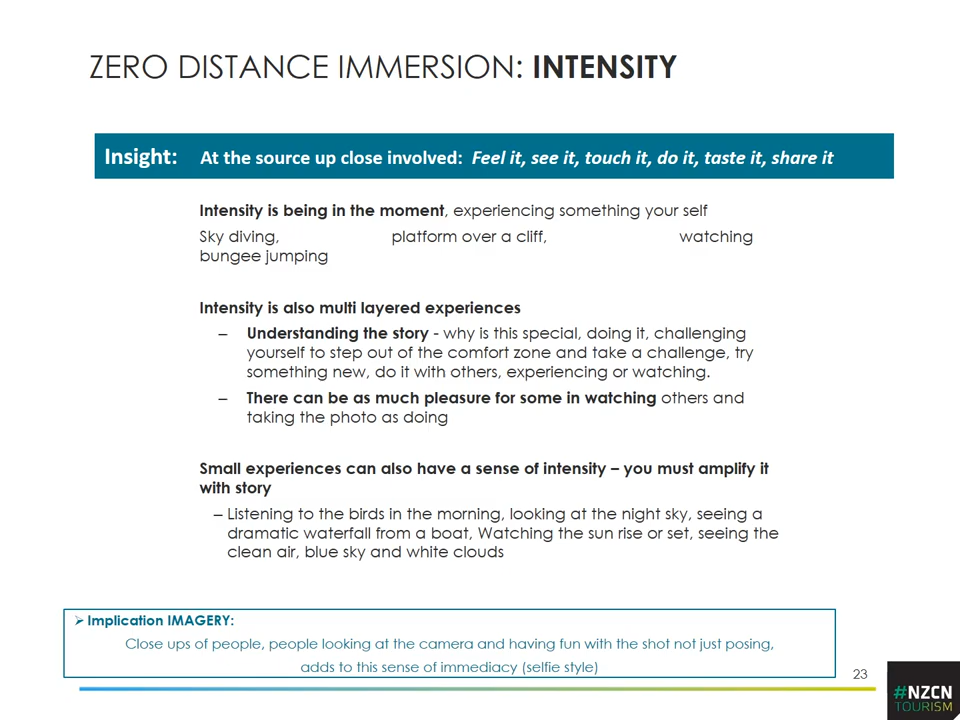 ZERO DISTANCE IMMERSION: INTENSITY
Insight: At the source up close involved: Feel it, see it, touch it, do it, taste it, share it
Intensity is being in the moment, experiencing something your self
Sky diving, platform over a cliff, watching
bungee jumping
Intensity is also multi layered experiences
– Understanding the story - why is this special, doing it, challenging
yourself to step out of the comfort zone and take a challenge, try
something new, do it with others, experiencing or watching.
– There can be as much pleasure for some in watching others and
taking the photo as doing
Small experiences can also have a sense of intensity – you must amplify it
with story
– Listening to the birds in the morning, looking at the night sky, seeing a
dramatic waterfall from a boat, Watching the sun rise or set, seeing the
clean air, blue sky and white clouds
➢ Implication IMAGERY:
Close ups of people, people looking at the camera and having fun with the shot not just posing,
adds to this sense of immediacy (selfie style)
23
#NZCN
TOURISM